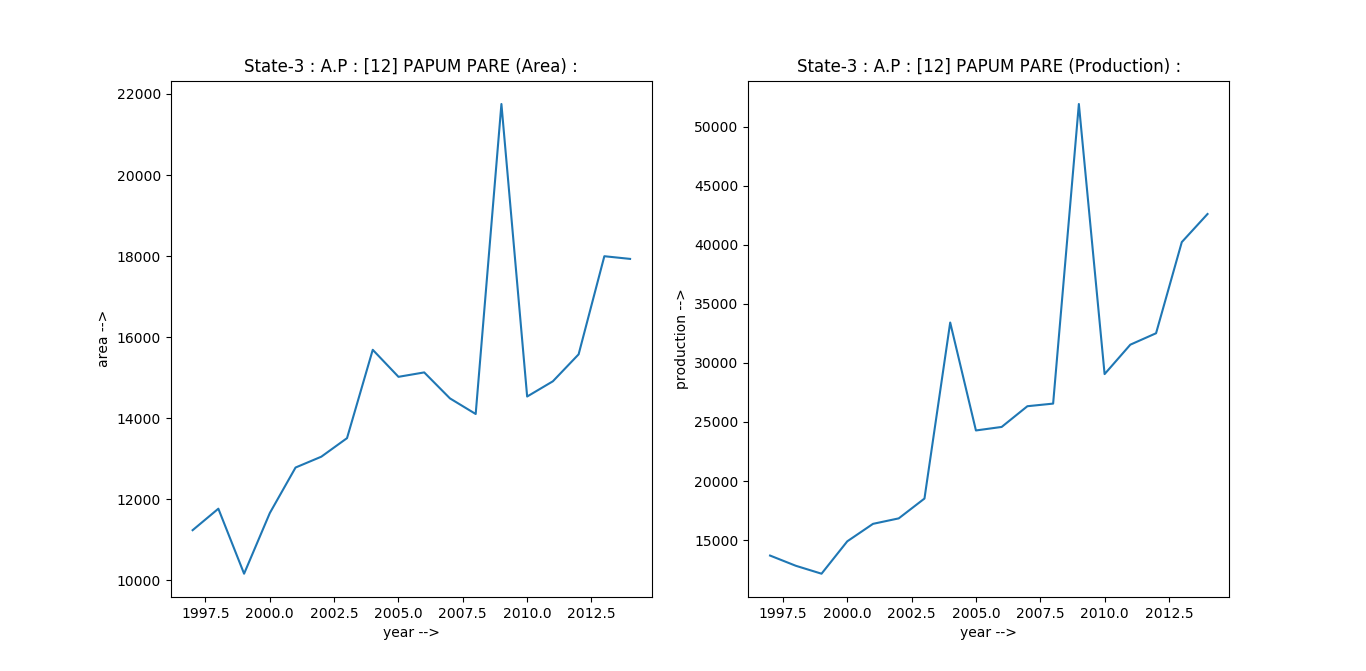 State-3 : A.P : [12] PAPUM PARE (Area) :
22000
20000
18000
16000
14000
12000
10000
area -->
1997.5 2000.0 2002.5 2005.0 2007.5 2010.0 2012.5
year -->
State-3 : A.P : [12] PAPUM PARE (Production) :
50000
45000
40000
35000
30000
25000
20000
15000
production -->
1997.5 2000.0 2002.5 2005.0 2007.5 2010.0 2012.5
year -->